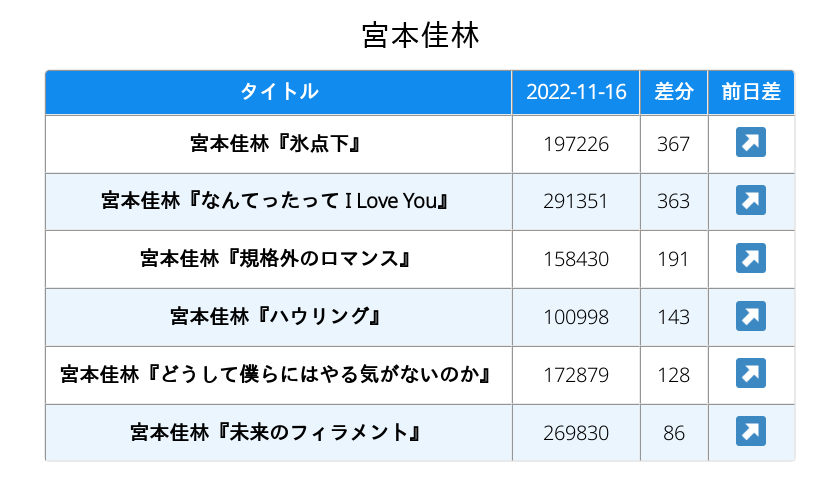 宮本佳林
タイトル 2022-11-16 差分 前日差
宮本佳林『氷点下』 197226 367
宮本佳林『なんてったって I Love You』 291351 363
宮本佳林『規格外のロマンス』 158430 191
宮本佳林『ハウリング』 100998 143
宮本佳林『どうして僕らにはやる気がないのか』 172879 128
宮本佳林『未来のフィラメント』 269830 86